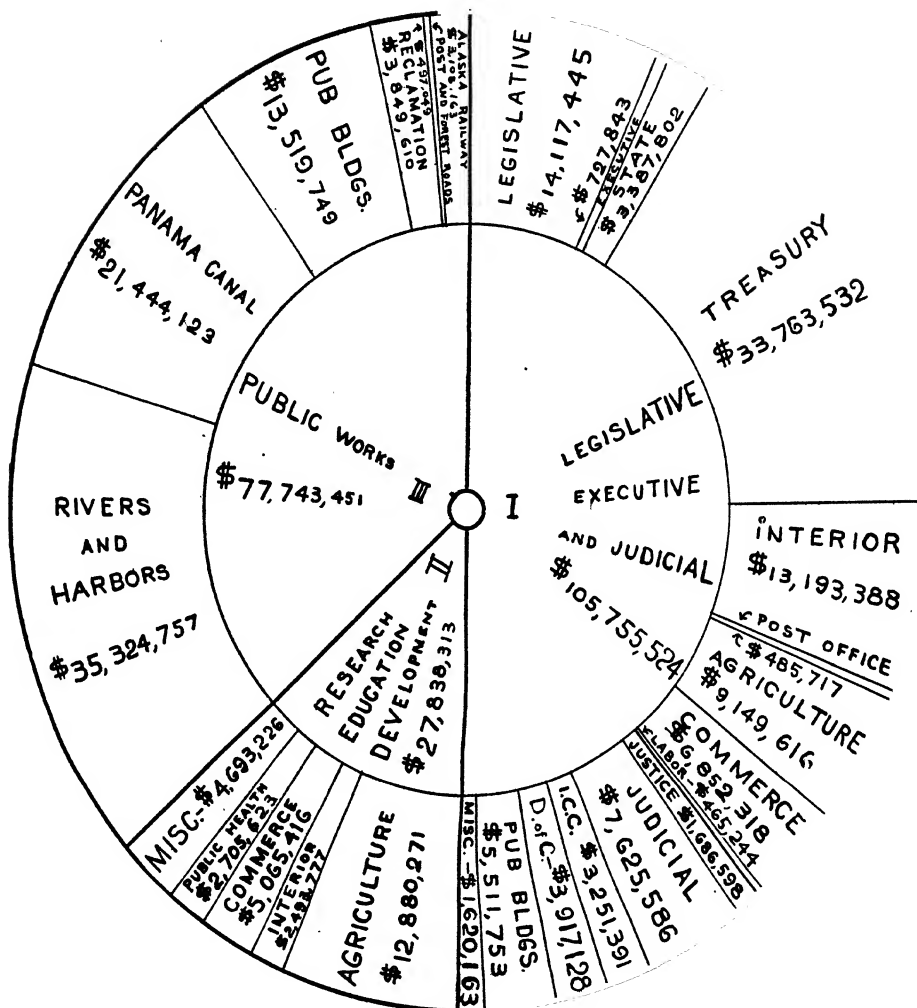 LEGISLATIVE
$14,117,445
$727,843
EXECUTIVE
STATE
$3,387,802
TREASURY
$33,763,532
INTERIOR
$13,193,388
POST OFFICE
$485,717
AGRICULTURE
$9,149,616
COMMERCE
$6,852,318
LABOR-$465,244
JUSTICE $1,686,598
JUDICIAL
$7,625,586
I.C.C. $3,251,391
D. of C.-$3,917,128
PUB BLDGS.
$5,511,753
MISC.-$1,620,163
I
LEGISLATIVE
EXECUTIVE
AND JUDICIAL
$105,755,524
II
RESEARCH
EDUCATION
DEVELOPMENT
$27,838,313
AGRICULTURE
$12,880,271
INTERIOR
$2,493,777
COMMERCE
$5,065,416
PUBLIC HEALTH
$2,705,623
MISC.-$4,693,226
III
PUBLIC WORKS
$77,743,451
RIVERS
AND
HARBORS
$35,324,757
PANAMA CANAL
$21,444,123
PUB BLDGS.
$13,519,749
RECLAMATION
$3,849,610
$497,049
POST AND FOREST ROADS
ALASKA RAILWAY
$3,108,163